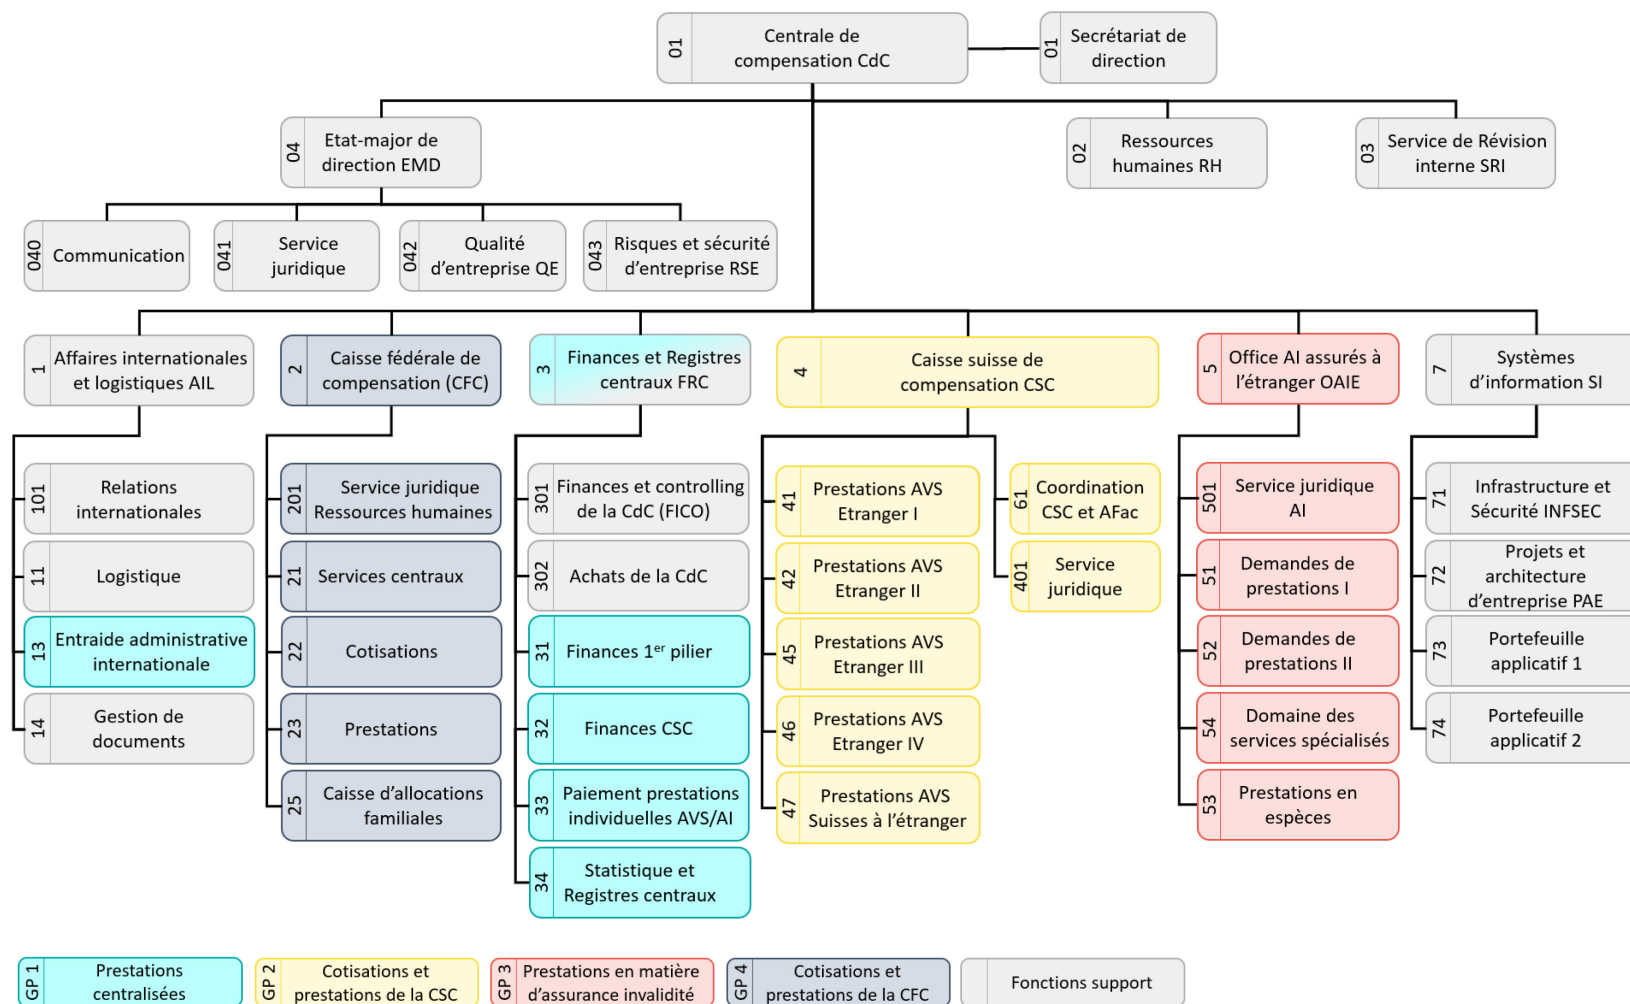 01
Centrale de
compensation CdC
01
Secrétariat de
direction
04
Etat-major de
direction EMD
02
Ressources
humaines RH
03
Service de Révision
interne SRI
040
Communication
041
Service
juridique
042
Qualité
d’entreprise QE
043
Risques et sécurité
d’entreprise RSE
1
Affaires internationales
et logistiques AIL
2
Caisse fédérale de
compensation (CFC)
3
Finances et Registres
centraux FRC
4
Caisse suisse de
compensation CSC
5
Office AI assurés à
l’étranger OAIE
7
Systèmes
d’information SI
101
Relations
internationales
11
Logistique
13
Entraide administrative
internationale
14
Gestion de
documents
201
Service juridique
Ressources humaines
21
Services centraux
22
Cotisations
23
Prestations
25
Caisse d’allocations
familiales
301
Finances et controlling
de la CdC (FICO)
302
Achats de la CdC
31
Finances 1er pilier
32
Finances CSC
33
Paiement prestations
individuelles AVS/AI
34
Statistique et
Registres centraux
41
Prestations AVS
Etranger I
42
Prestations AVS
Etranger II
45
Prestations AVS
Etranger III
46
Prestations AVS
Etranger IV
47
Prestations AVS
Suisses à l’étranger
61
Coordination
CSC et AFac
401
Service
juridique
501
Service juridique
AI
51
Demandes de
prestations I
52
Demandes de
prestations II
54
Domaine des
services spécialisés
53
Prestations en
espèces
71
Infrastructure et
Sécurité INFSEC
72
Projets et
architecture
d’entreprise PAE
73
Portefeuille
applicatif 1
74
Portefeuille
applicatif 2
GP 1
Prestations
centralisées
GP 2
Cotisations et
prestations de la CSC
GP 3
Prestations en matière
d’assurance invalidité
GP 4
Cotisations et
prestations de la CFC
Fonctions support